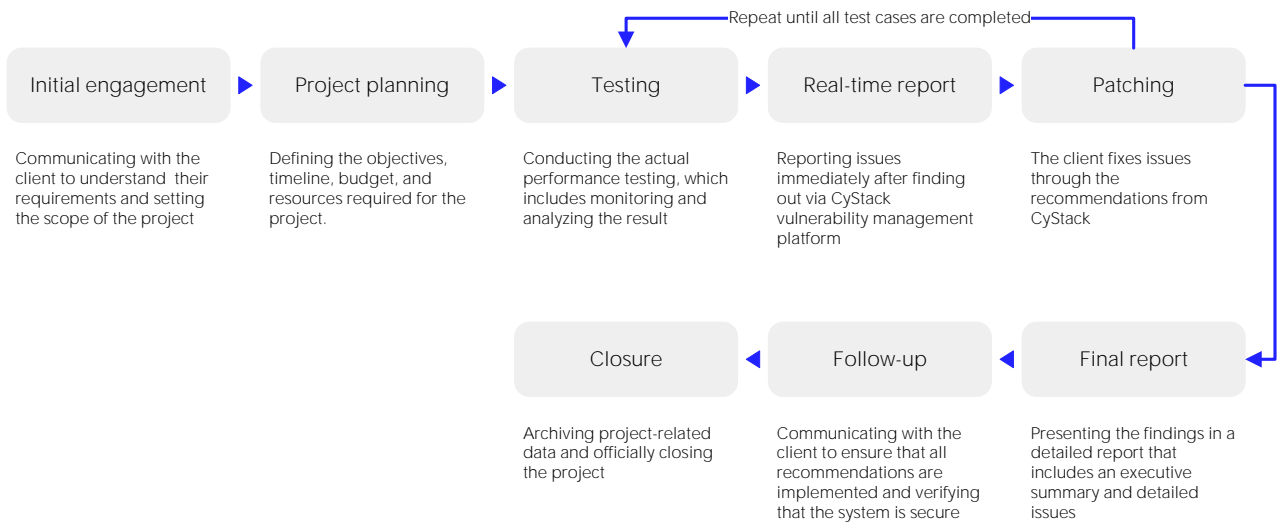 Repeat until all test cases are completed
Initial engagement
Project planning
Testing
Real-time report
Patching
Communicating with the
client to understand their
requirements and setting
the scope of the project
Defining the objectives,
timeline, budget, and
resources required for the
project.
Conducting the actual
performance testing, which
includes monitoring and
analyzing the result
Reporting issues
immediately after finding
out via CyStack
vulnerability management
platform
The client fixes issues
through the
recommendations from
CyStack
Closure
Follow-up
Final report
Archiving project-related
data and officially closing
the project
Communicating with the
client to ensure that all
recommendations are
implemented and verifying
that the system is secure
Presenting the findings in a
detailed report that
includes an executive
summary and detailed
issues